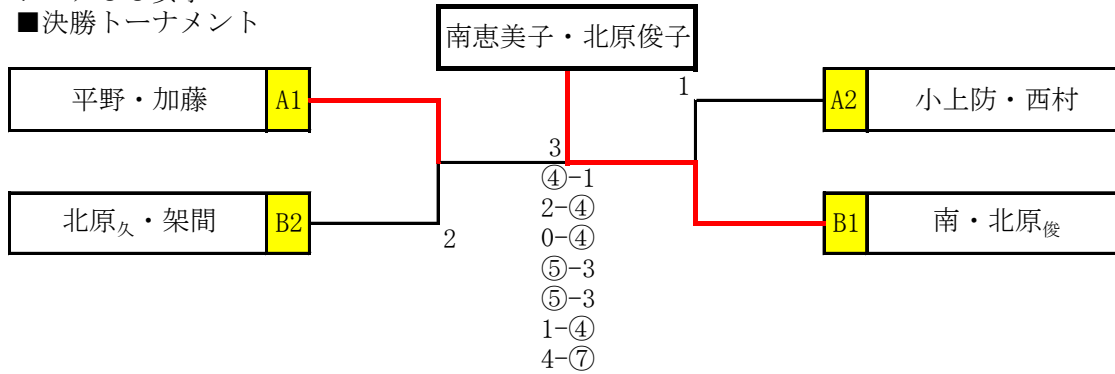 ■決勝トーナメント
南恵美子・北原俊子
平野・加藤 A1
1
A2 小上防・西村
3
④-1
2-④
0-④
⑤-3
⑤-3
1-④
4-⑦
北原久・架間 B2
2
B1 南・北原俊